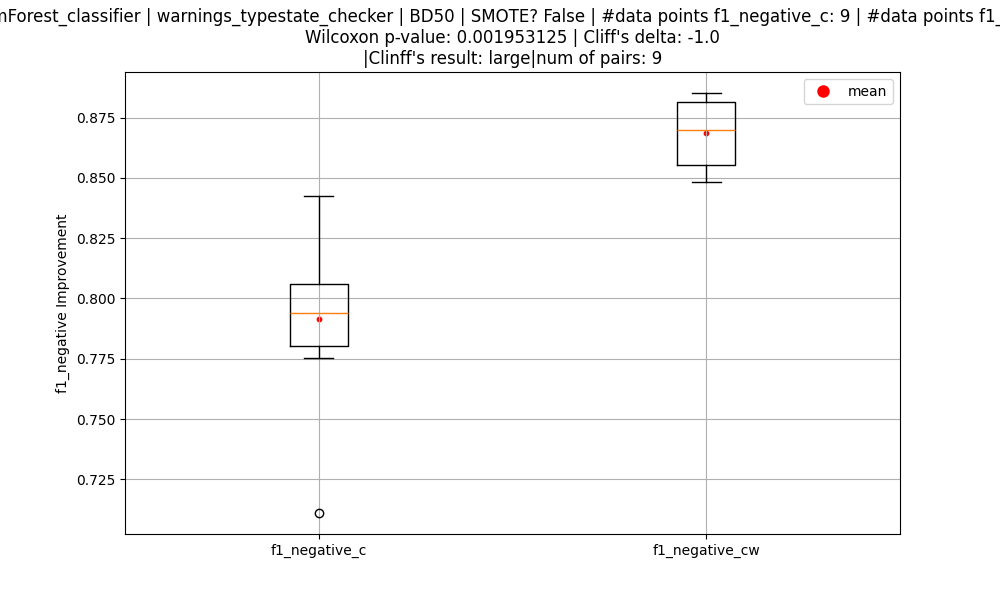 mForest_classifier | warnings_typestate_checker | BD50 | SMOTE? False | #data points f1_negative_c: 9 | #data points f1_
Wilcoxon p-value: 0.001953125 | Cliff's delta: -1.0
|Clinff's result: large|num of pairs: 9
mean
0.875
0.850
0.825
0.800
0.775
0.750
0.725
f1_negative Improvement
f1_negative_c
f1_negative_cw